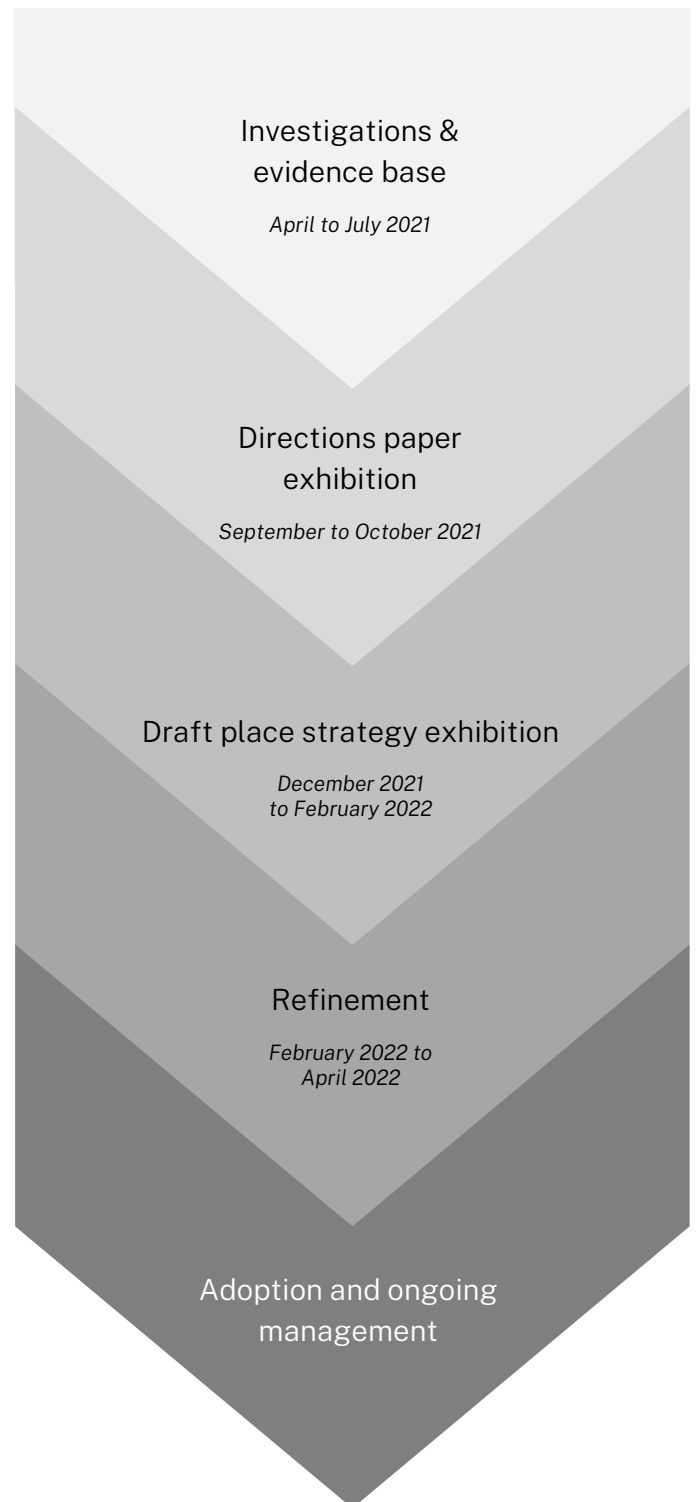 Investigations &
evidence base
April to July 2021
Directions paper
exhibition
September to October 2021
Draft place strategy exhibition
December 2021
to February 2022
Refinement
February 2022 to
April 2022
Adoption and ongoing
management